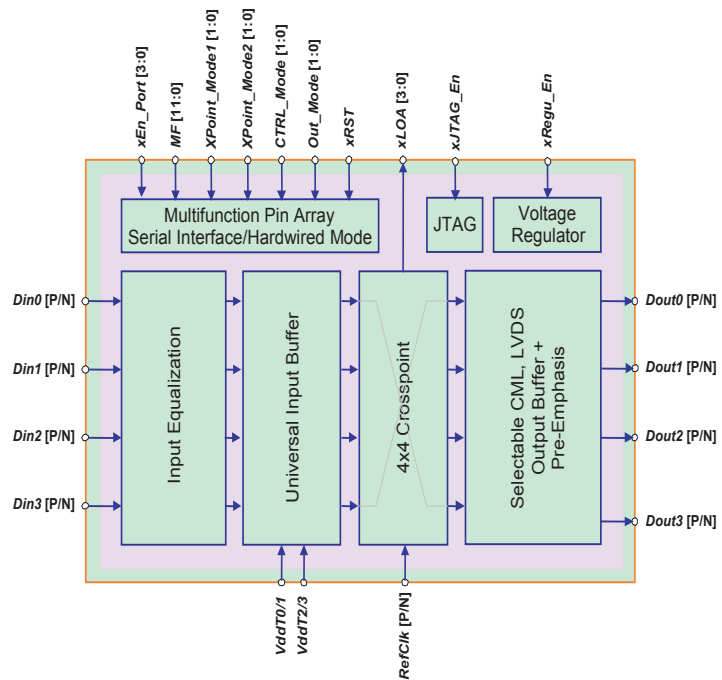 xEn_Port [3:0]
MF [11:0]
XPoint_Mode1 [1:0]
XPoint_Mode2 [1:0]
CTRL_Mode [1:0]
Out_Mode [1:0]
xRST
xLOA [3:0]
xJTAG_En
xRegu_En
Multifunction Pin Array
Serial Interface/Hardwired Mode
JTAG
Voltage
Regulator
Din0 [P/N]
Din1 [P/N]
Din2 [P/N]
Din3 [P/N]
Input Equalization
Universal Input Buffer
4x4 Crosspoint
Selectable CML, LVDS
Output Buffer +
Pre-Emphasis
Dout0 [P/N]
Dout1 [P/N]
Dout2 [P/N]
Dout3 [P/N]
VddT0/1
VddT2/3
RefClk [P/N]